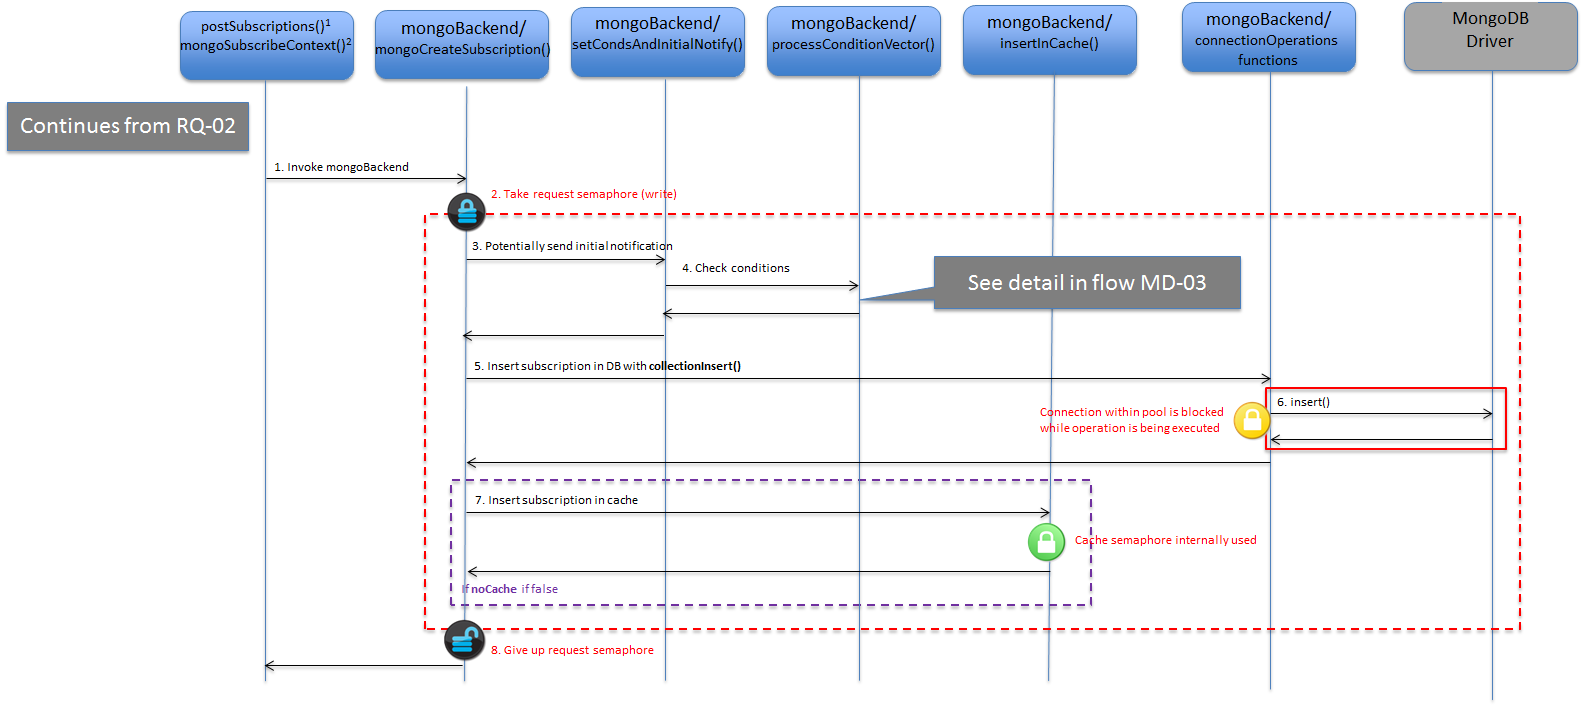 postSubscriptions()1
mongoSubscribeContext()2
mongoBackend/
mongoCreateSubscription()
mongoBackend/
setCondsAndInitialNotify()
mongoBackend/
processConditionVector()
mongoBackend/
insertInCache()
mongoBackend/
connectionOperations
functions
MongoDB
Driver
Continues from RQ-02
1. Invoke mongoBackend
2. Take request semaphore (write)
3. Potentially send initial notification
4. Check conditions
See detail in flow MD-03
5. Insert subscription in DB with collectionInsert()
6. insert()
Connection within pool is blocked
while operation is being executed
7. Insert subscription in cache
Cache semaphore internally used
If noCache if false
8. Give up request semaphore